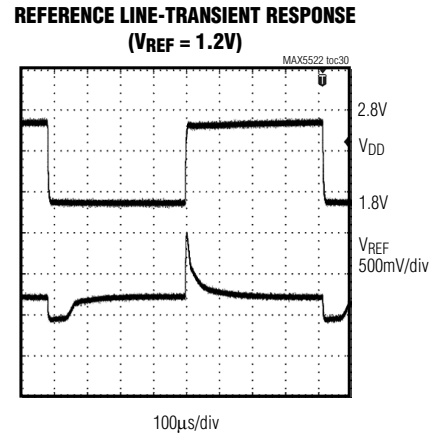 REFERENCE LINE-TRANSIENT RESPONSE
(VREF = 1.2V)
MAX5522 toc30
T
2.8V
VDD
1.8V
VREF
500mV/div
100µs/div